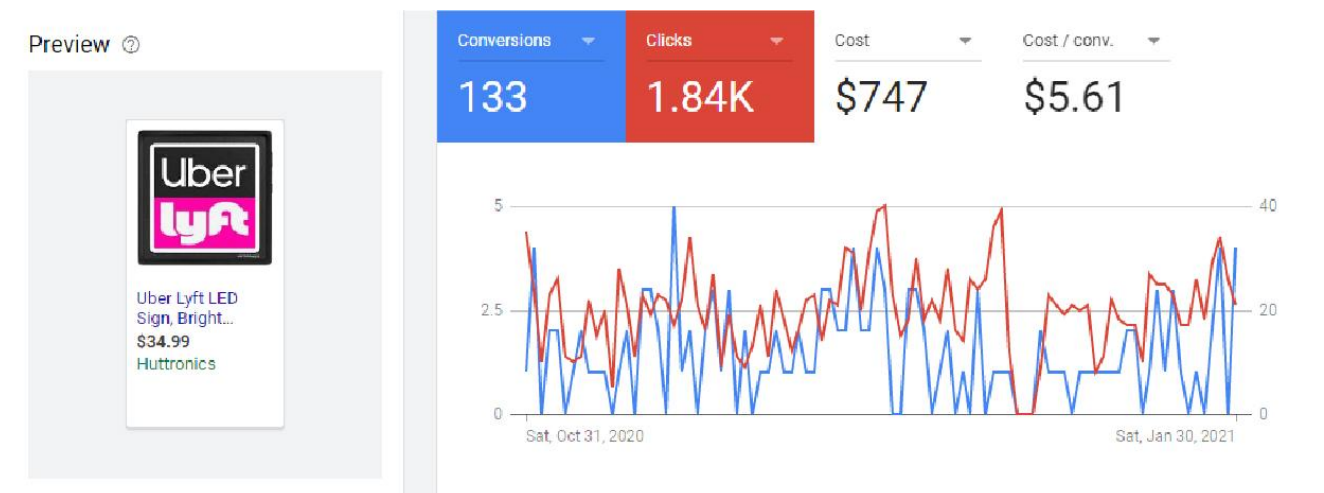 Preview
Uber
lyft
Uber Lyft LED
Sign, Bright...
$34.99
Huttronics
Conversions
133
Clicks
1.84K
Cost
$747
Cost / conv.
$5.61
5
2.5
0
40
20
0
Sat, Oct 31, 2020
Sat, Jan 30, 2021